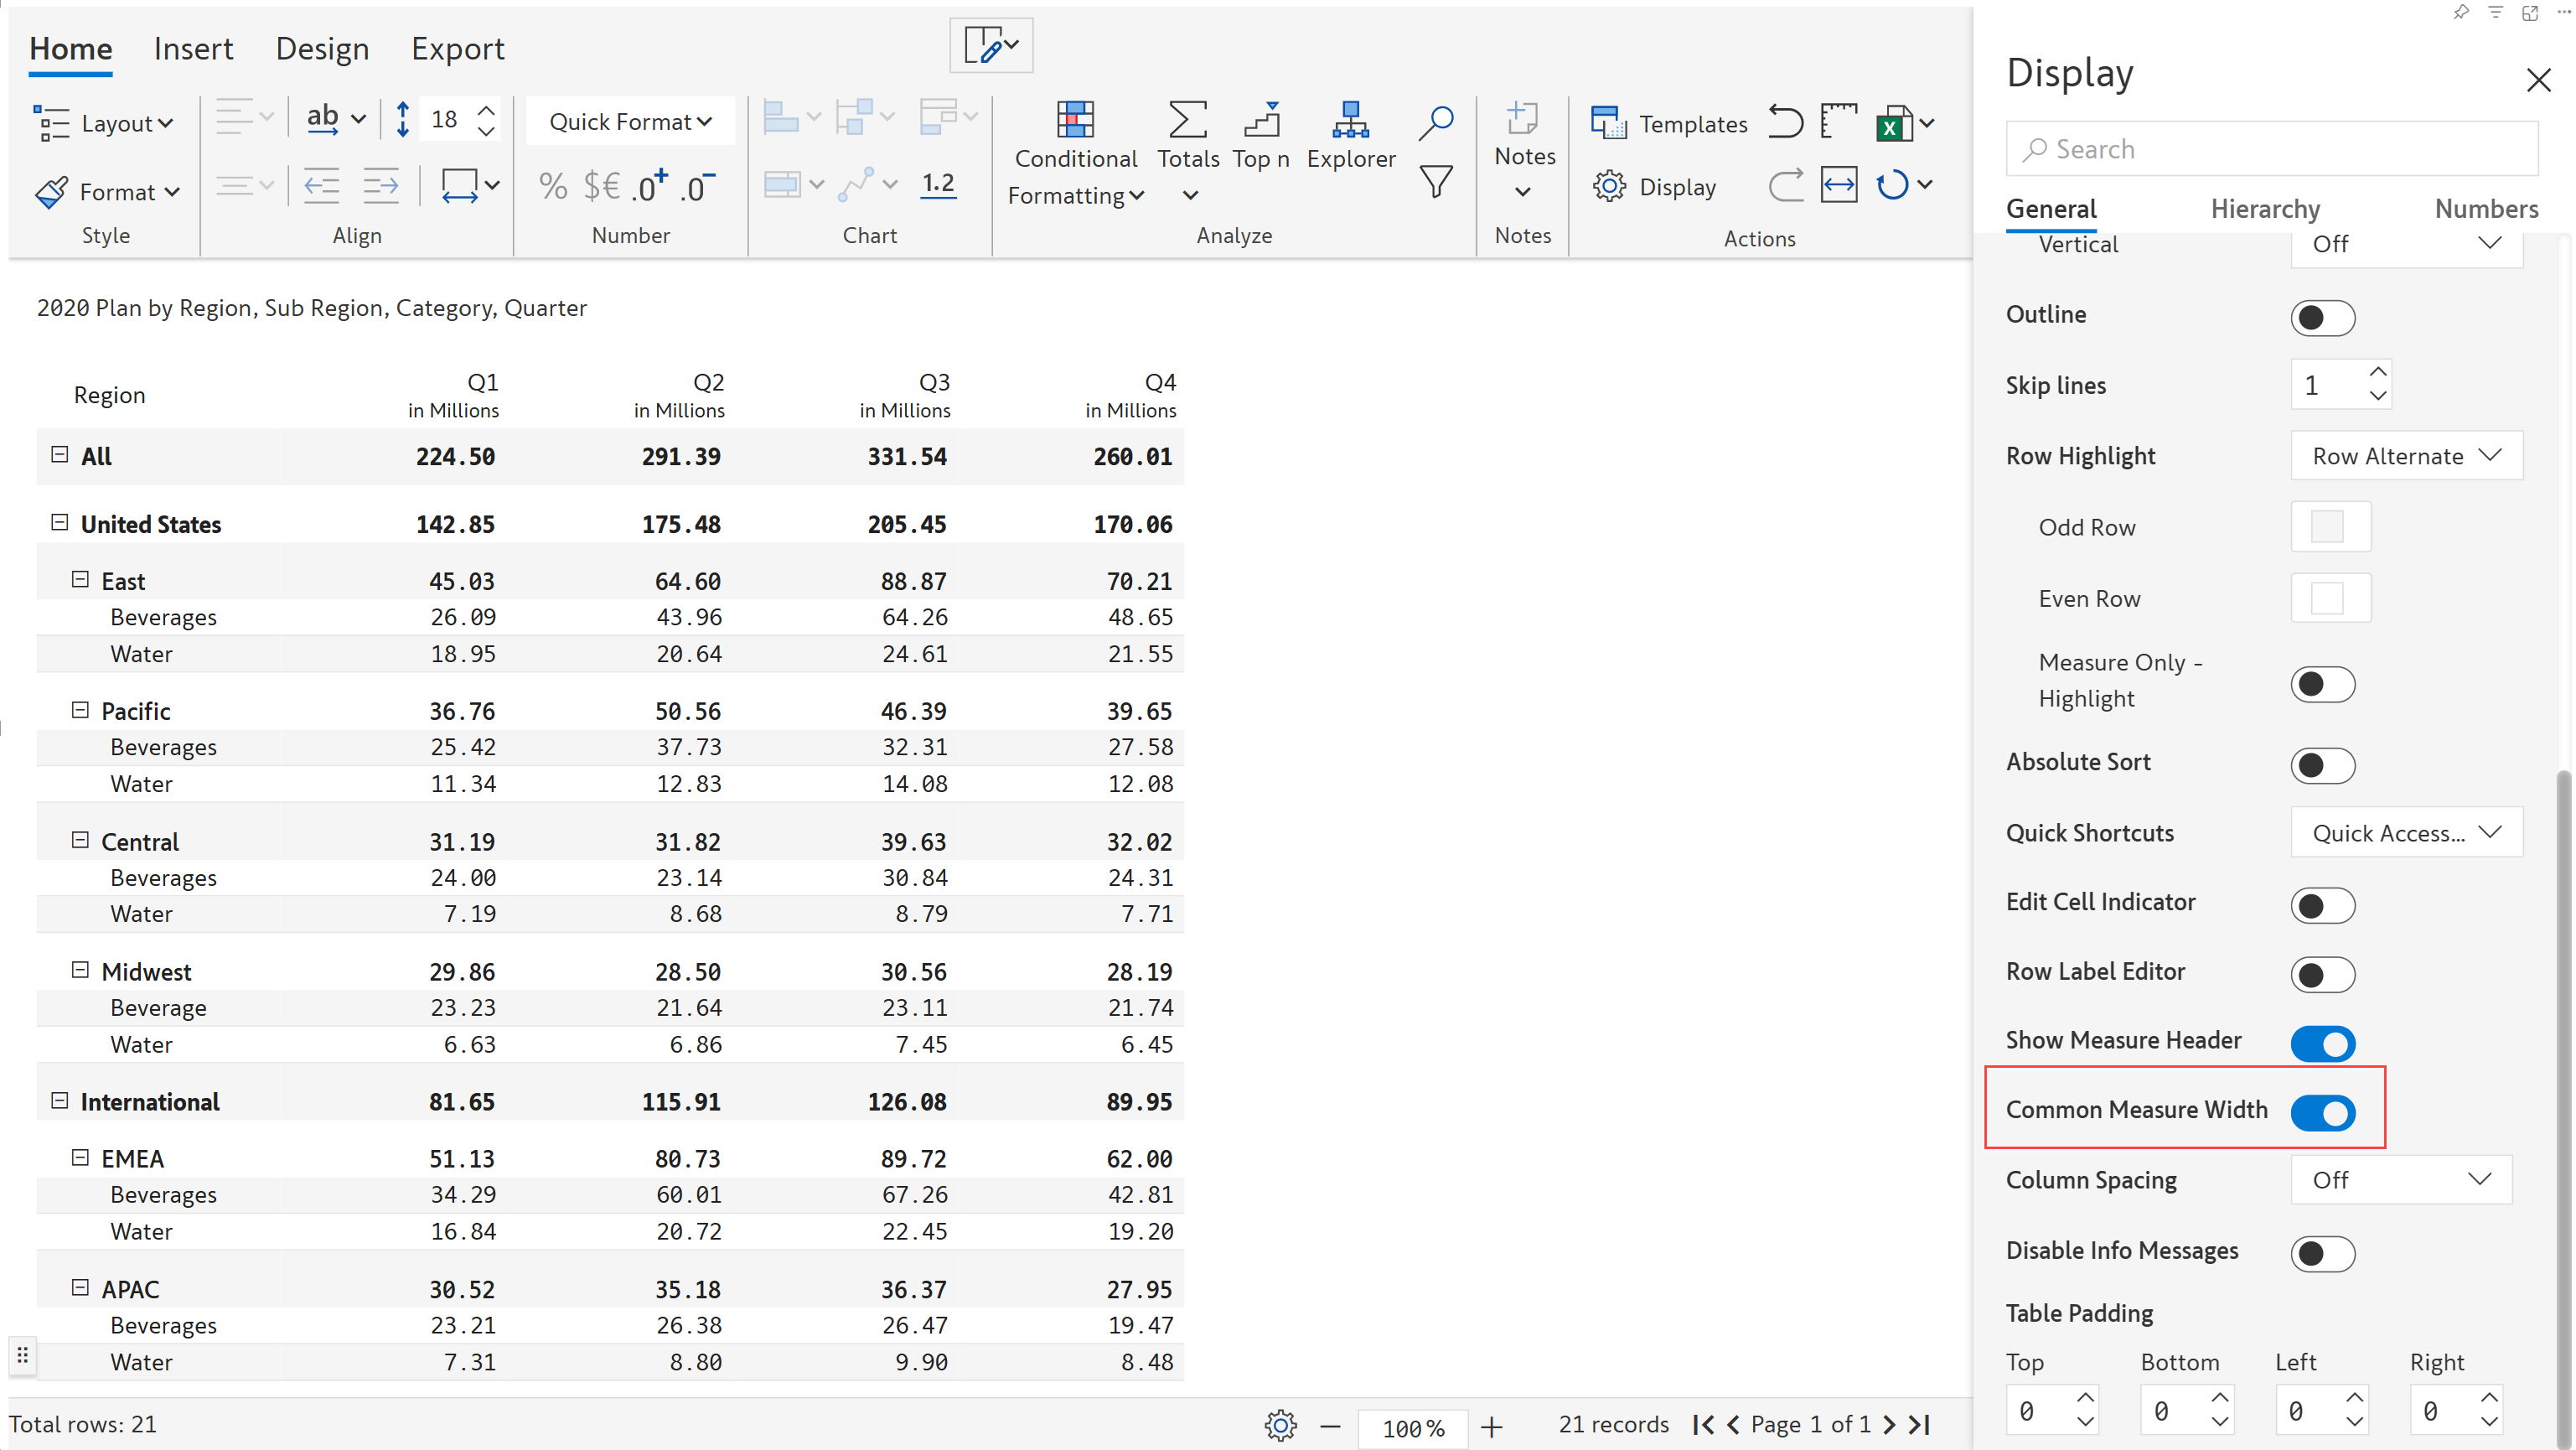 Home Insert Design Export
Layout ab 18 Quick Format
Format % $€ .0+ .0- 1.2
Conditional Formatting Totals Top n Explorer
Notes
Templates
Display
Style Align Number Chart Analyze Notes Actions
2020 Plan by Region, Sub Region, Category, Quarter
Region Q1 Q2 Q3 Q4
in Millions in Millions in Millions in Millions
All 224.50 291.39 331.54 260.01
United States 142.85 175.48 205.45 170.06
East 45.03 64.60 88.87 70.21
Beverages 26.09 43.96 64.26 48.65
Water 18.95 20.64 24.61 21.55
Pacific 36.76 50.56 46.39 39.65
Beverages 25.42 37.73 32.31 27.58
Water 11.34 12.83 14.08 12.08
Central 31.19 31.82 39.63 32.02
Beverages 24.00 23.14 30.84 24.31
Water 7.19 8.68 8.79 7.71
Midwest 29.86 28.50 30.56 28.19
Beverage 23.23 21.64 23.11 21.74
Water 6.63 6.86 7.45 6.45
International 81.65 115.91 126.08 89.95
EMEA 51.13 80.73 89.72 62.00
Beverages 34.29 60.01 67.26 42.81
Water 16.84 20.72 22.45 19.20
APAC 30.52 35.18 36.37 27.95
Beverages 23.21 26.38 26.47 19.47
Water 7.31 8.80 9.90 8.48
Total rows: 21 100% 21 records Page 1 of 1
Display
Search
General Hierarchy Numbers
Vertical Off
Outline
Skip lines 1
Row Highlight Row Alternate
Odd Row
Even Row
Measure Only -
Highlight
Absolute Sort
Quick Shortcuts Quick Access...
Edit Cell Indicator
Row Label Editor
Show Measure Header
Common Measure Width
Column Spacing Off
Disable Info Messages
Table Padding
Top Bottom Left Right
0 0 0 0